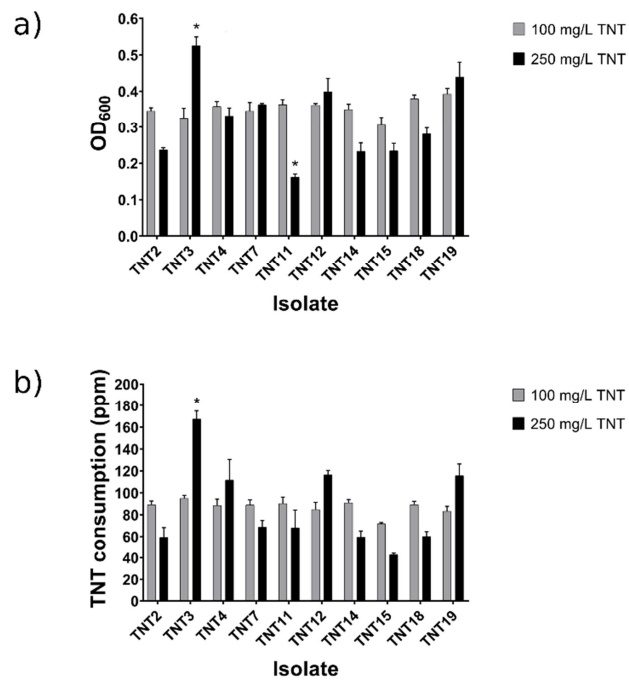 a)
0.6
0.5
0.4
0.3
0.2
0.1
0.0
OD600
*
*
TNT2 TNT3 TNT4 TNT7 TNT11 TNT12 TNT14 TNT15 TNT18 TNT19
Isolate
100 mg/L TNT
250 mg/L TNT
b)
200
180
160
140
120
100
80
60
40
20
0
TNT consumption (ppm)
*
TNT2 TNT3 TNT4 TNT7 TNT11 TNT12 TNT14 TNT15 TNT18 TNT19
Isolate
100 mg/L TNT
250 mg/L TNT